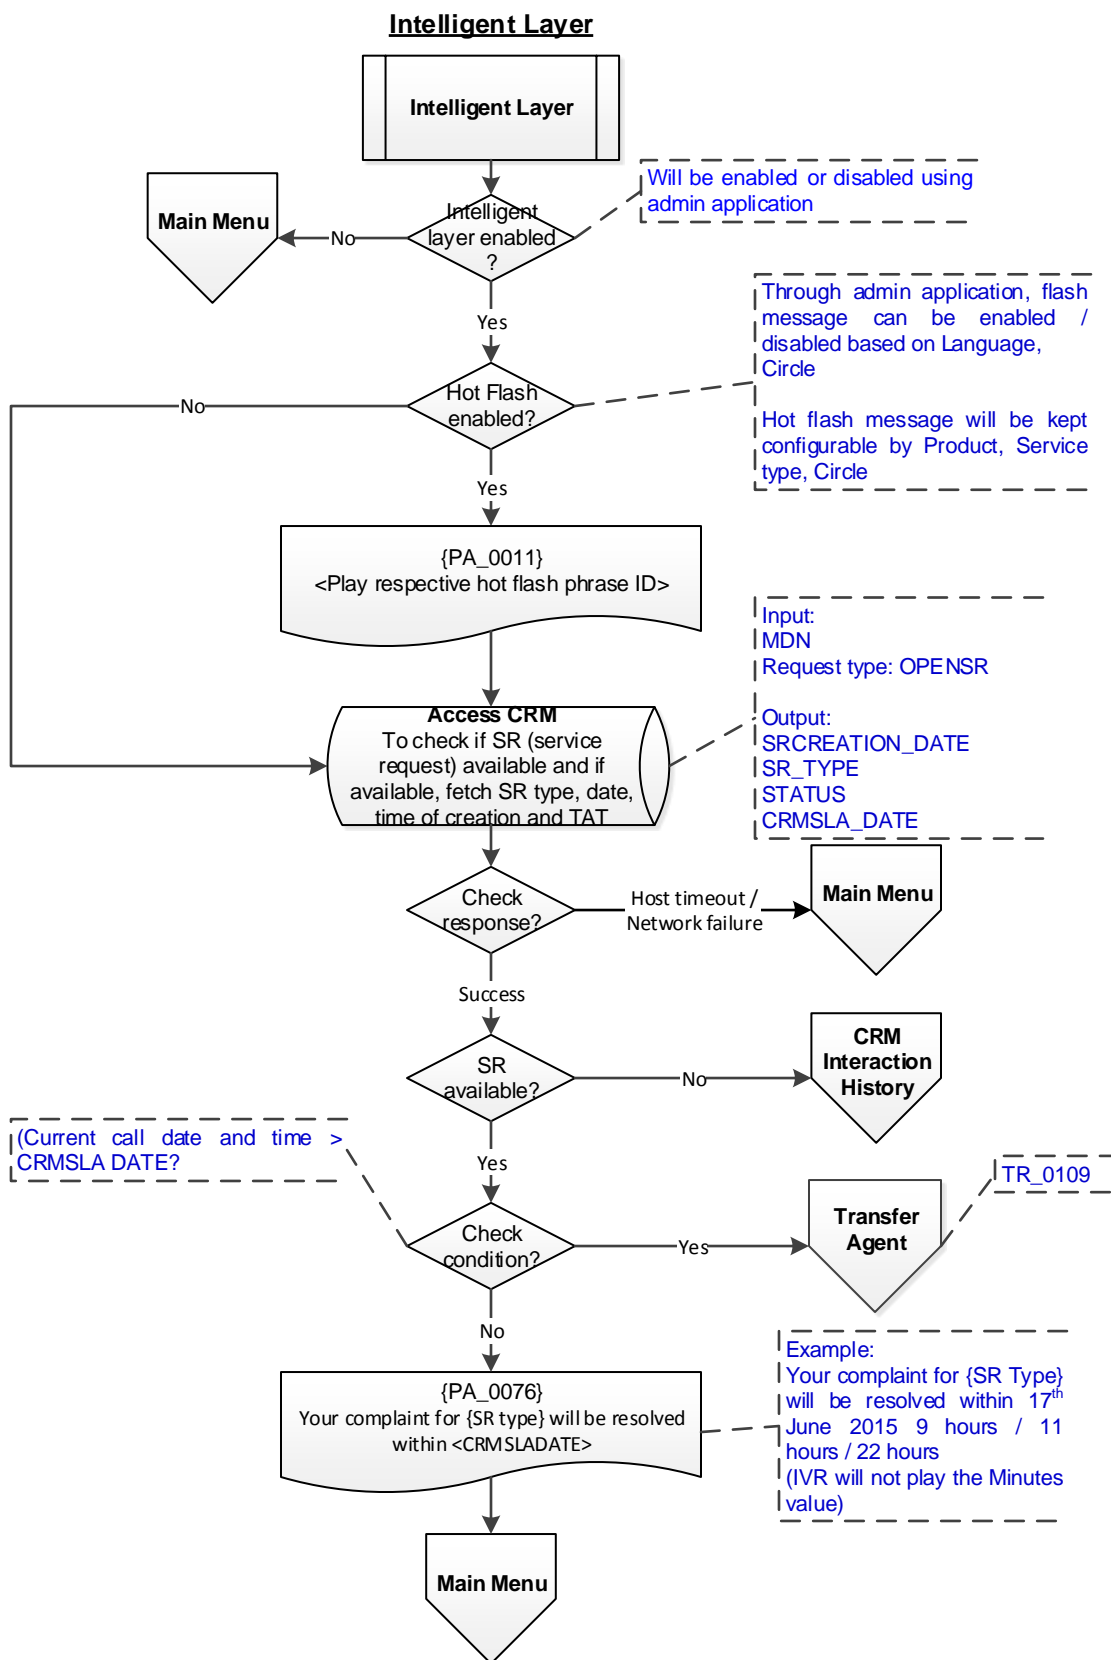 Intelligent Layer
Intelligent Layer
Will be enabled or disabled using
admin application
Main Menu
No
Intelligent
layer enabled
?
Yes
Through admin application, flash
message can be enabled /
disabled based on Language,
Circle
Hot flash message will be kept
configurable by Product, Service
type, Circle
No
Hot Flash
enabled?
Yes
{PA_0011}
<Play respective hot flash phrase ID>
Input:
MDN
Request type: OPENSR
Output:
SRCREATION_DATE
SR_TYPE
STATUS
CRMSLA_DATE
Access CRM
To check if SR (service
request) available and if
available, fetch SR type, date,
time of creation and TAT
Check
response?
Host timeout /
Network failure
Main Menu
Success
SR
available?
No
CRM
Interaction
History
(Current call date and time >
CRMSLA DATE?
Yes
TR_0109
Check
condition?
Yes
Transfer
Agent
No
{PA_0076}
Your complaint for {SR type} will be resolved
within <CRMSLADATE>
Example:
Your complaint for {SR Type}
will be resolved within 17th
June 2015 9 hours / 11
hours / 22 hours
(IVR will not play the Minutes
value)
Main Menu